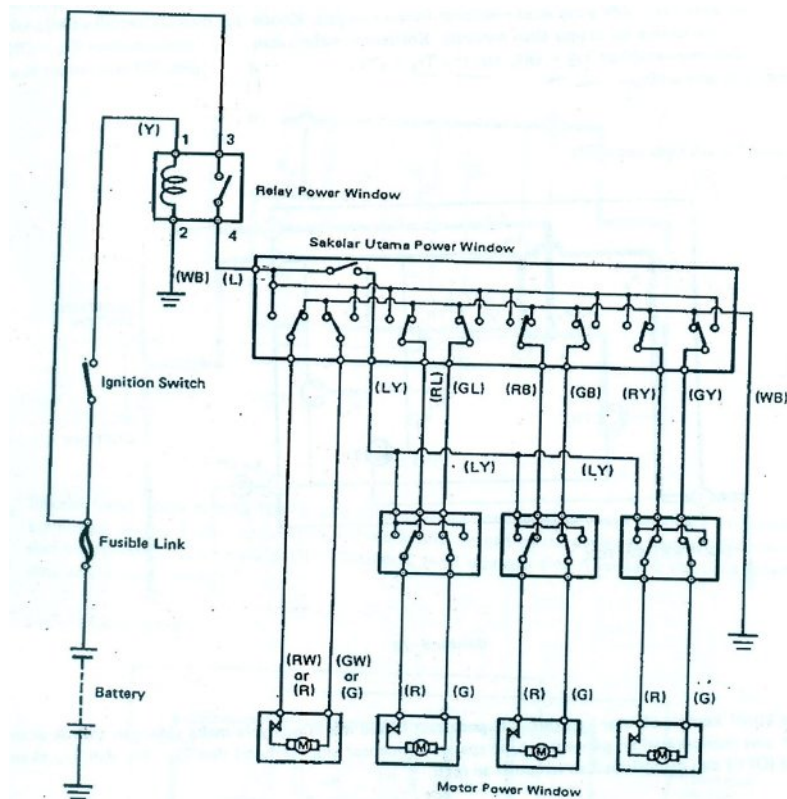 (Y) 1 3
Relay Power Window
2 4
(WB) (L)
Sakelar Utama Power Window
Ignition Switch
(LY) (RL) (GL) (RB) (GB) (RY) (GY) (WB)
(LY) (LY)
Fusible Link
Battery
(RW) or (R)
(GW) or (G)
(R) (G) (R) (G) (R) (G)
M M M M
Motor Power Window